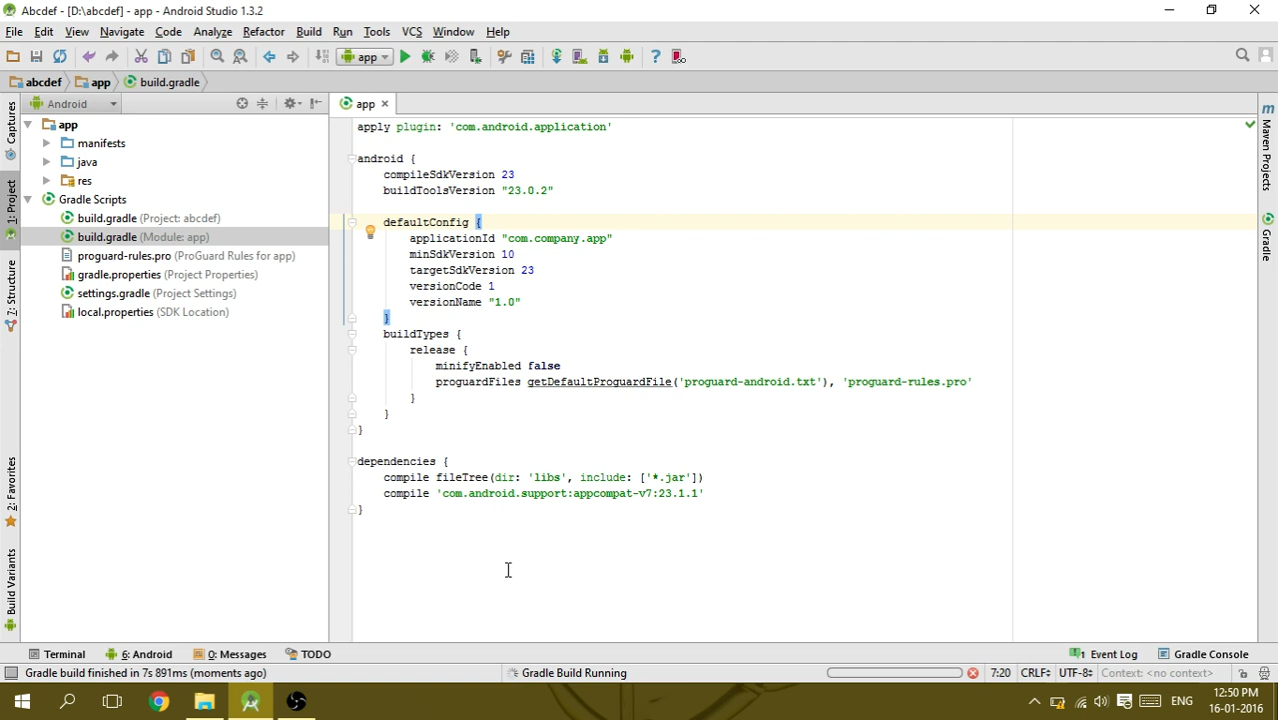 Abcdef - [D:\abcdef] - app - Android Studio 1.3.2
File Edit View Navigate Code Analyze Refactor Build Run Tools VCS Window Help
app
abcdef app build.gradle
Android
app
Captures
1: Project
7: Structure
2: Favorites
Build Variants
app
manifests
java
res
Gradle Scripts
build.gradle (Project: abcdef)
build.gradle (Module: app)
proguard-rules.pro (ProGuard Rules for app)
gradle.properties (Project Properties)
settings.gradle (Project Settings)
local.properties (SDK Location)
apply plugin: 'com.android.application'
android {
compileSdkVersion 23
buildToolsVersion "23.0.2"
defaultConfig {
applicationId "com.company.app"
minSdkVersion 10
targetSdkVersion 23
versionCode 1
versionName "1.0"
}
buildTypes {
release {
minifyEnabled false
proguardFiles getDefaultProguardFile('proguard-android.txt'), 'proguard-rules.pro'
}
}
}
dependencies {
compile fileTree(dir: 'libs', include: ['*.jar'])
compile 'com.android.support:appcompat-v7:23.1.1'
}
m
Maven Projects
Gradle
Terminal 6: Android 0: Messages TODO 1 Event Log Gradle Console
Gradle build finished in 7s 891ms (moments ago) Gradle Build Running 7:20 CRLF UTF-8 Context: <no context>
ENG 12:50 PM
16-01-2016